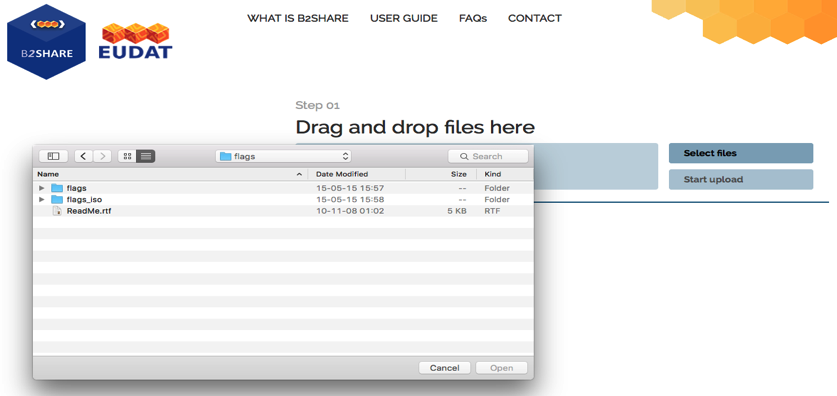 WHAT IS B2SHARE USER GUIDE FAQs CONTACT
B2SHARE
EUDAT
Step 01
Drag and drop files here
Select files
Start upload
flags
Search
Name Date Modified Size Kind
flags 15-05-15 15:57 -- Folder
flags_iso 15-05-15 15:58 -- Folder
ReadMe.rtf 10-11-08 01:02 5 KB RTF
Cancel Open